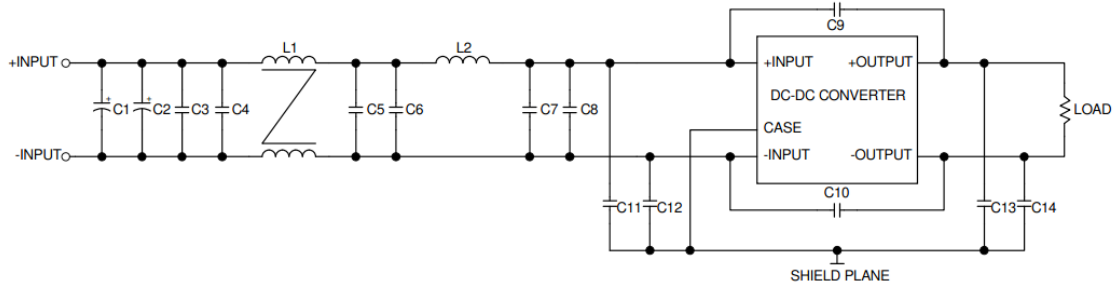 C9
L1
L2
+INPUT
+INPUT
+OUTPUT
DC-DC CONVERTER
C1
C2
C3
C4
C5
C6
C7
C8
LOAD
CASE
-INPUT
-INPUT
-OUTPUT
C10
C11
C12
C13
C14
SHIELD PLANE
+
+